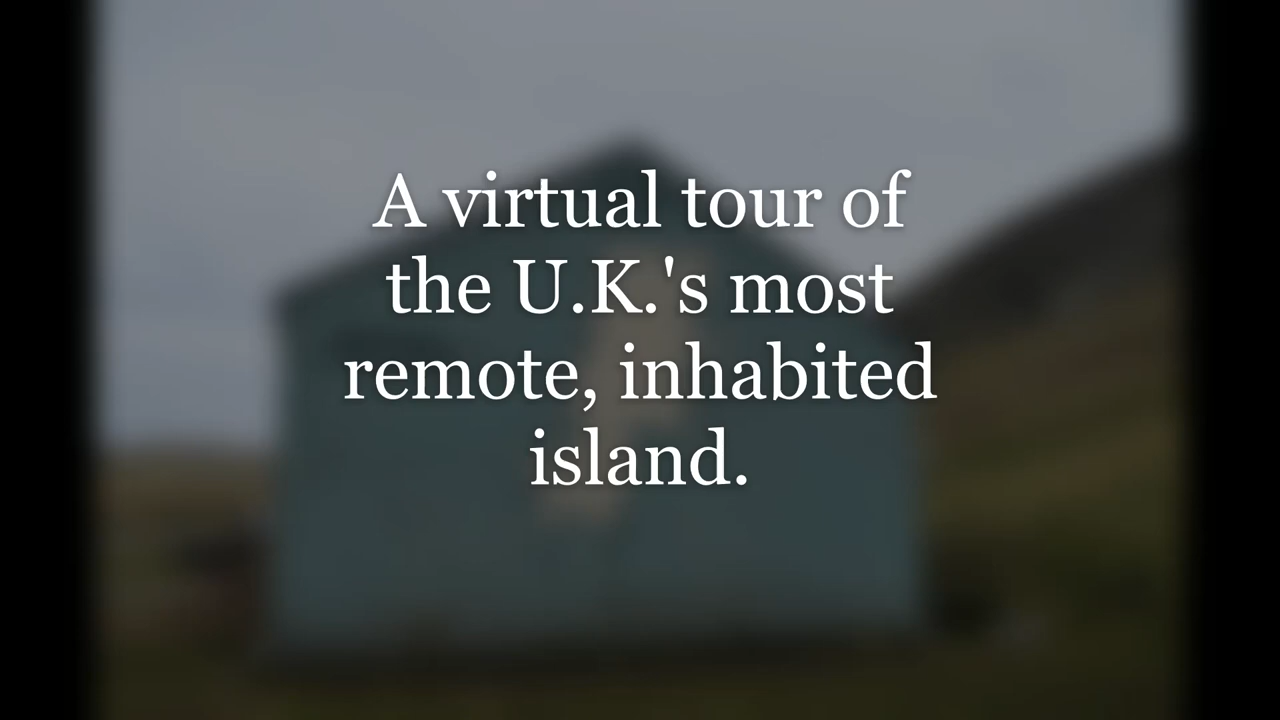 A virtual tour of
the U.K.'s most
remote, inhabited
island.